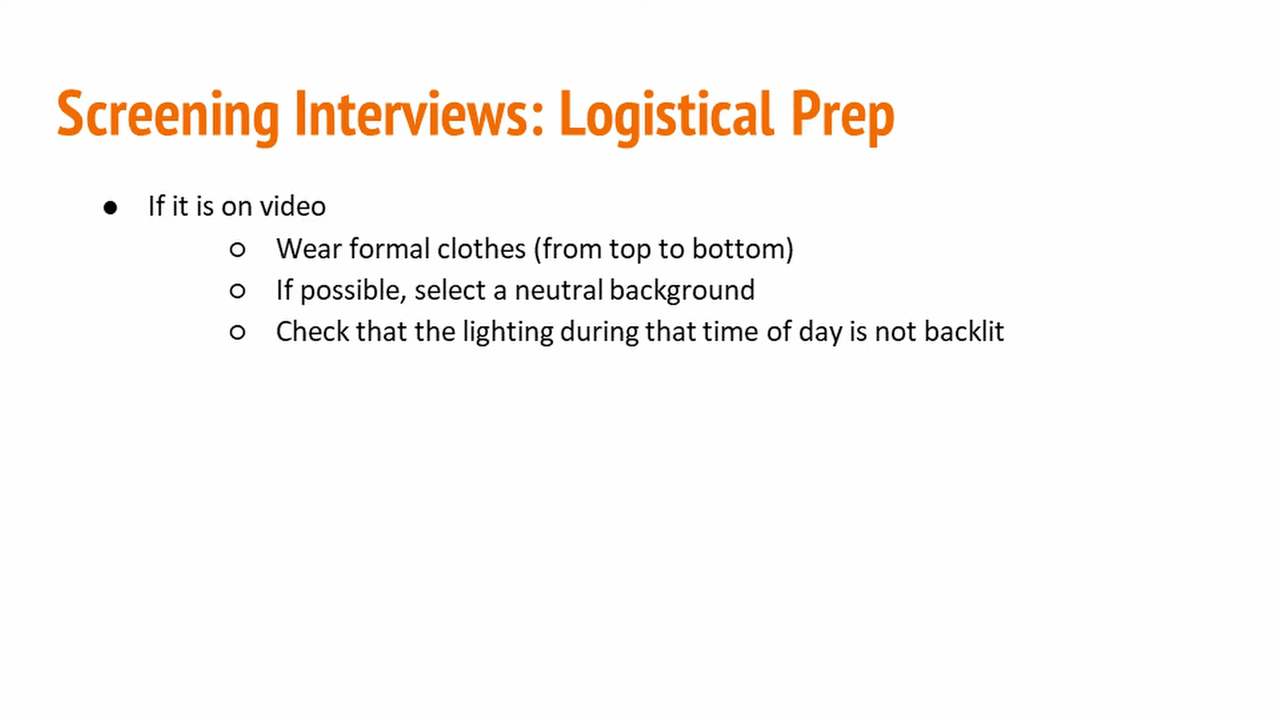 Screening Interviews: Logistical Prep
● If it is on video
○ Wear formal clothes (from top to bottom)
○ If possible, select a neutral background
○ Check that the lighting during that time of day is not backlit